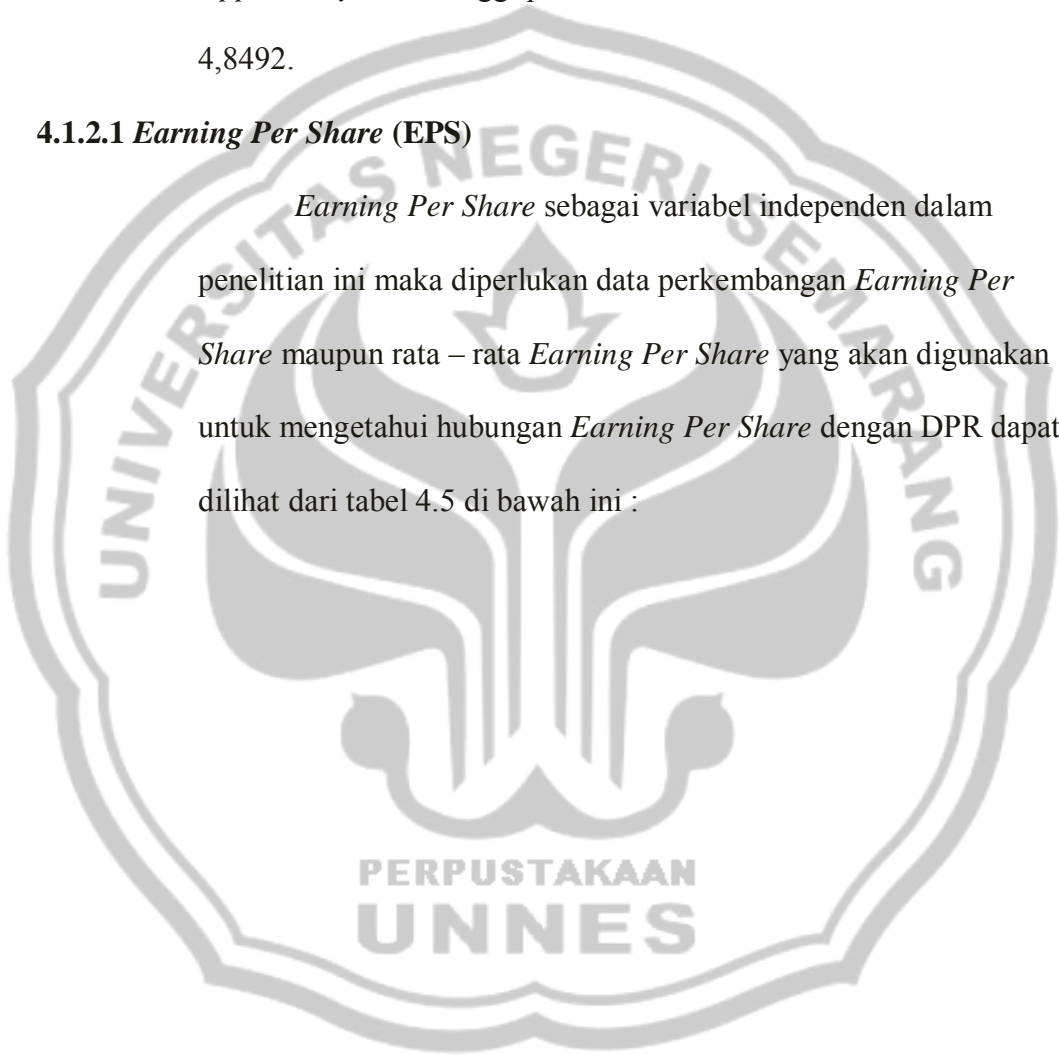 4,8492.
4.1.2.1 Earning Per Share (EPS)
Earning Per Share sebagai variabel independen dalam
penelitian ini maka diperlukan data perkembangan Earning Per
Share maupun rata – rata Earning Per Share yang akan digunakan
untuk mengetahui hubungan Earning Per Share dengan DPR dapat
dilihat dari tabel 4.5 di bawah ini :
UNIVERSITAS NEGERI SEMARANG
PERPUSTAKAAN
UNNES